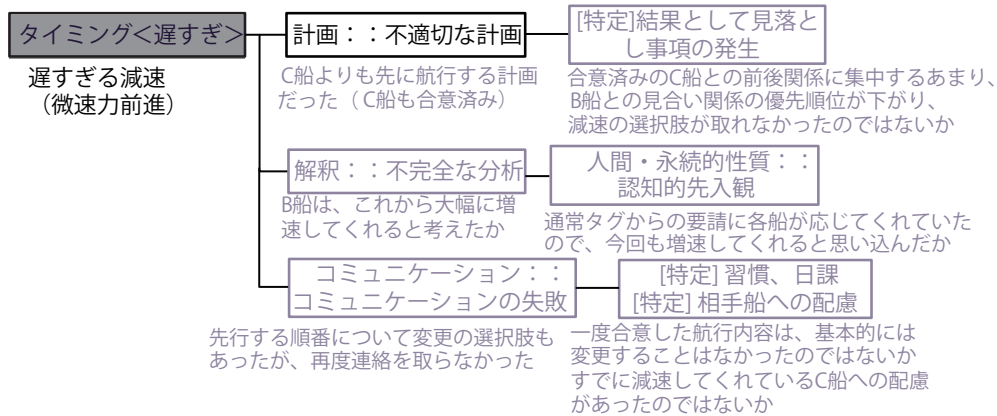 タイミング＜遅すぎ＞
遅すぎる減速
（微速力前進）
計画：：不適切な計画
C船よりも先に航行する計画
だった（ C船も合意済み）
[特定]結果として見落と
し事項の発生
合意済みのC船との前後関係に集中するあまり、
B船との見合い関係の優先順位が下がり、
減速の選択肢が取れなかったのではないか
解釈：：不完全な分析
B船は、これから大幅に増
速してくれると考えたか
人間・永続的性質：：
認知的先入観
通常タグからの要請に各船が応じてくれていた
ので、今回も増速してくれると思い込んだか
コミュニケーション：：
コミュニケーションの失敗
先行する順番について変更の選択肢も
あったが、再度連絡を取らなかった
[特定] 習慣、日課
[特定] 相手船への配慮
一度合意した航行内容は、基本的には
変更することはなかったのではないか
すでに減速してくれているC船への配慮
があったのではないか